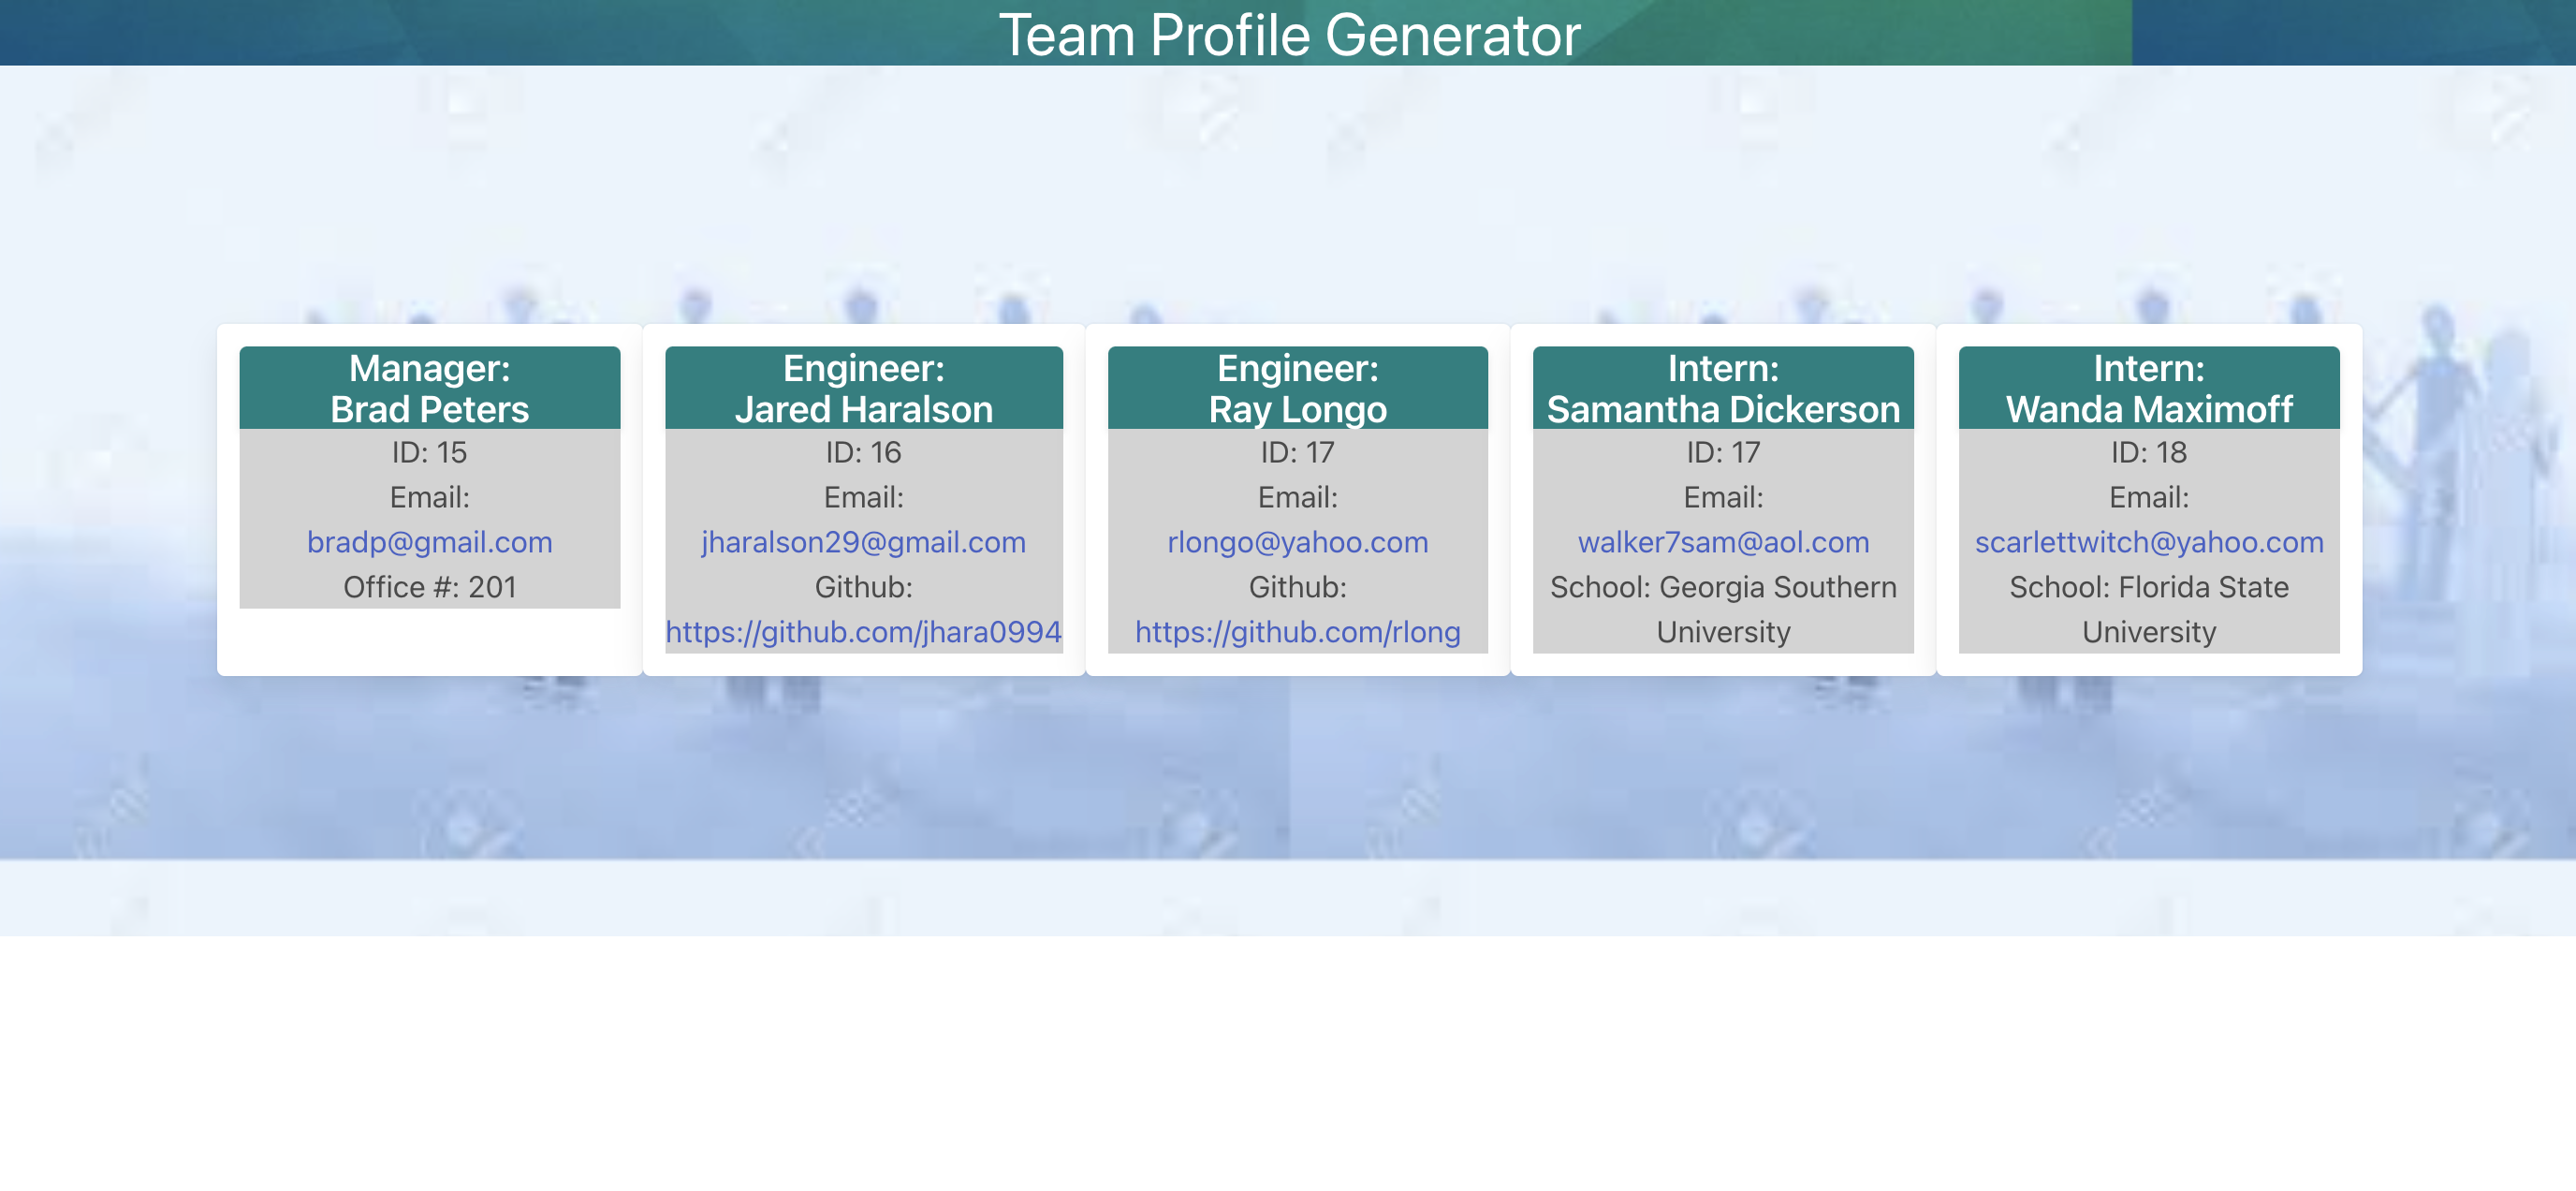 Team Profile Generator
Manager:
Brad Peters
ID: 15
Email:
bradp@gmail.com
Office #: 201
Engineer:
Jared Haralson
ID: 16
Email:
jharalson29@gmail.com
Github:
https://github.com/jhara0994
Engineer:
Ray Longo
ID: 17
Email:
rlongo@yahoo.com
Github:
https://github.com/rlong
Intern:
Samantha Dickerson
ID: 17
Email:
walker7sam@aol.com
School: Georgia Southern
University
Intern:
Wanda Maximoff
ID: 18
Email:
scarlettwitch@yahoo.com
School: Florida State
University